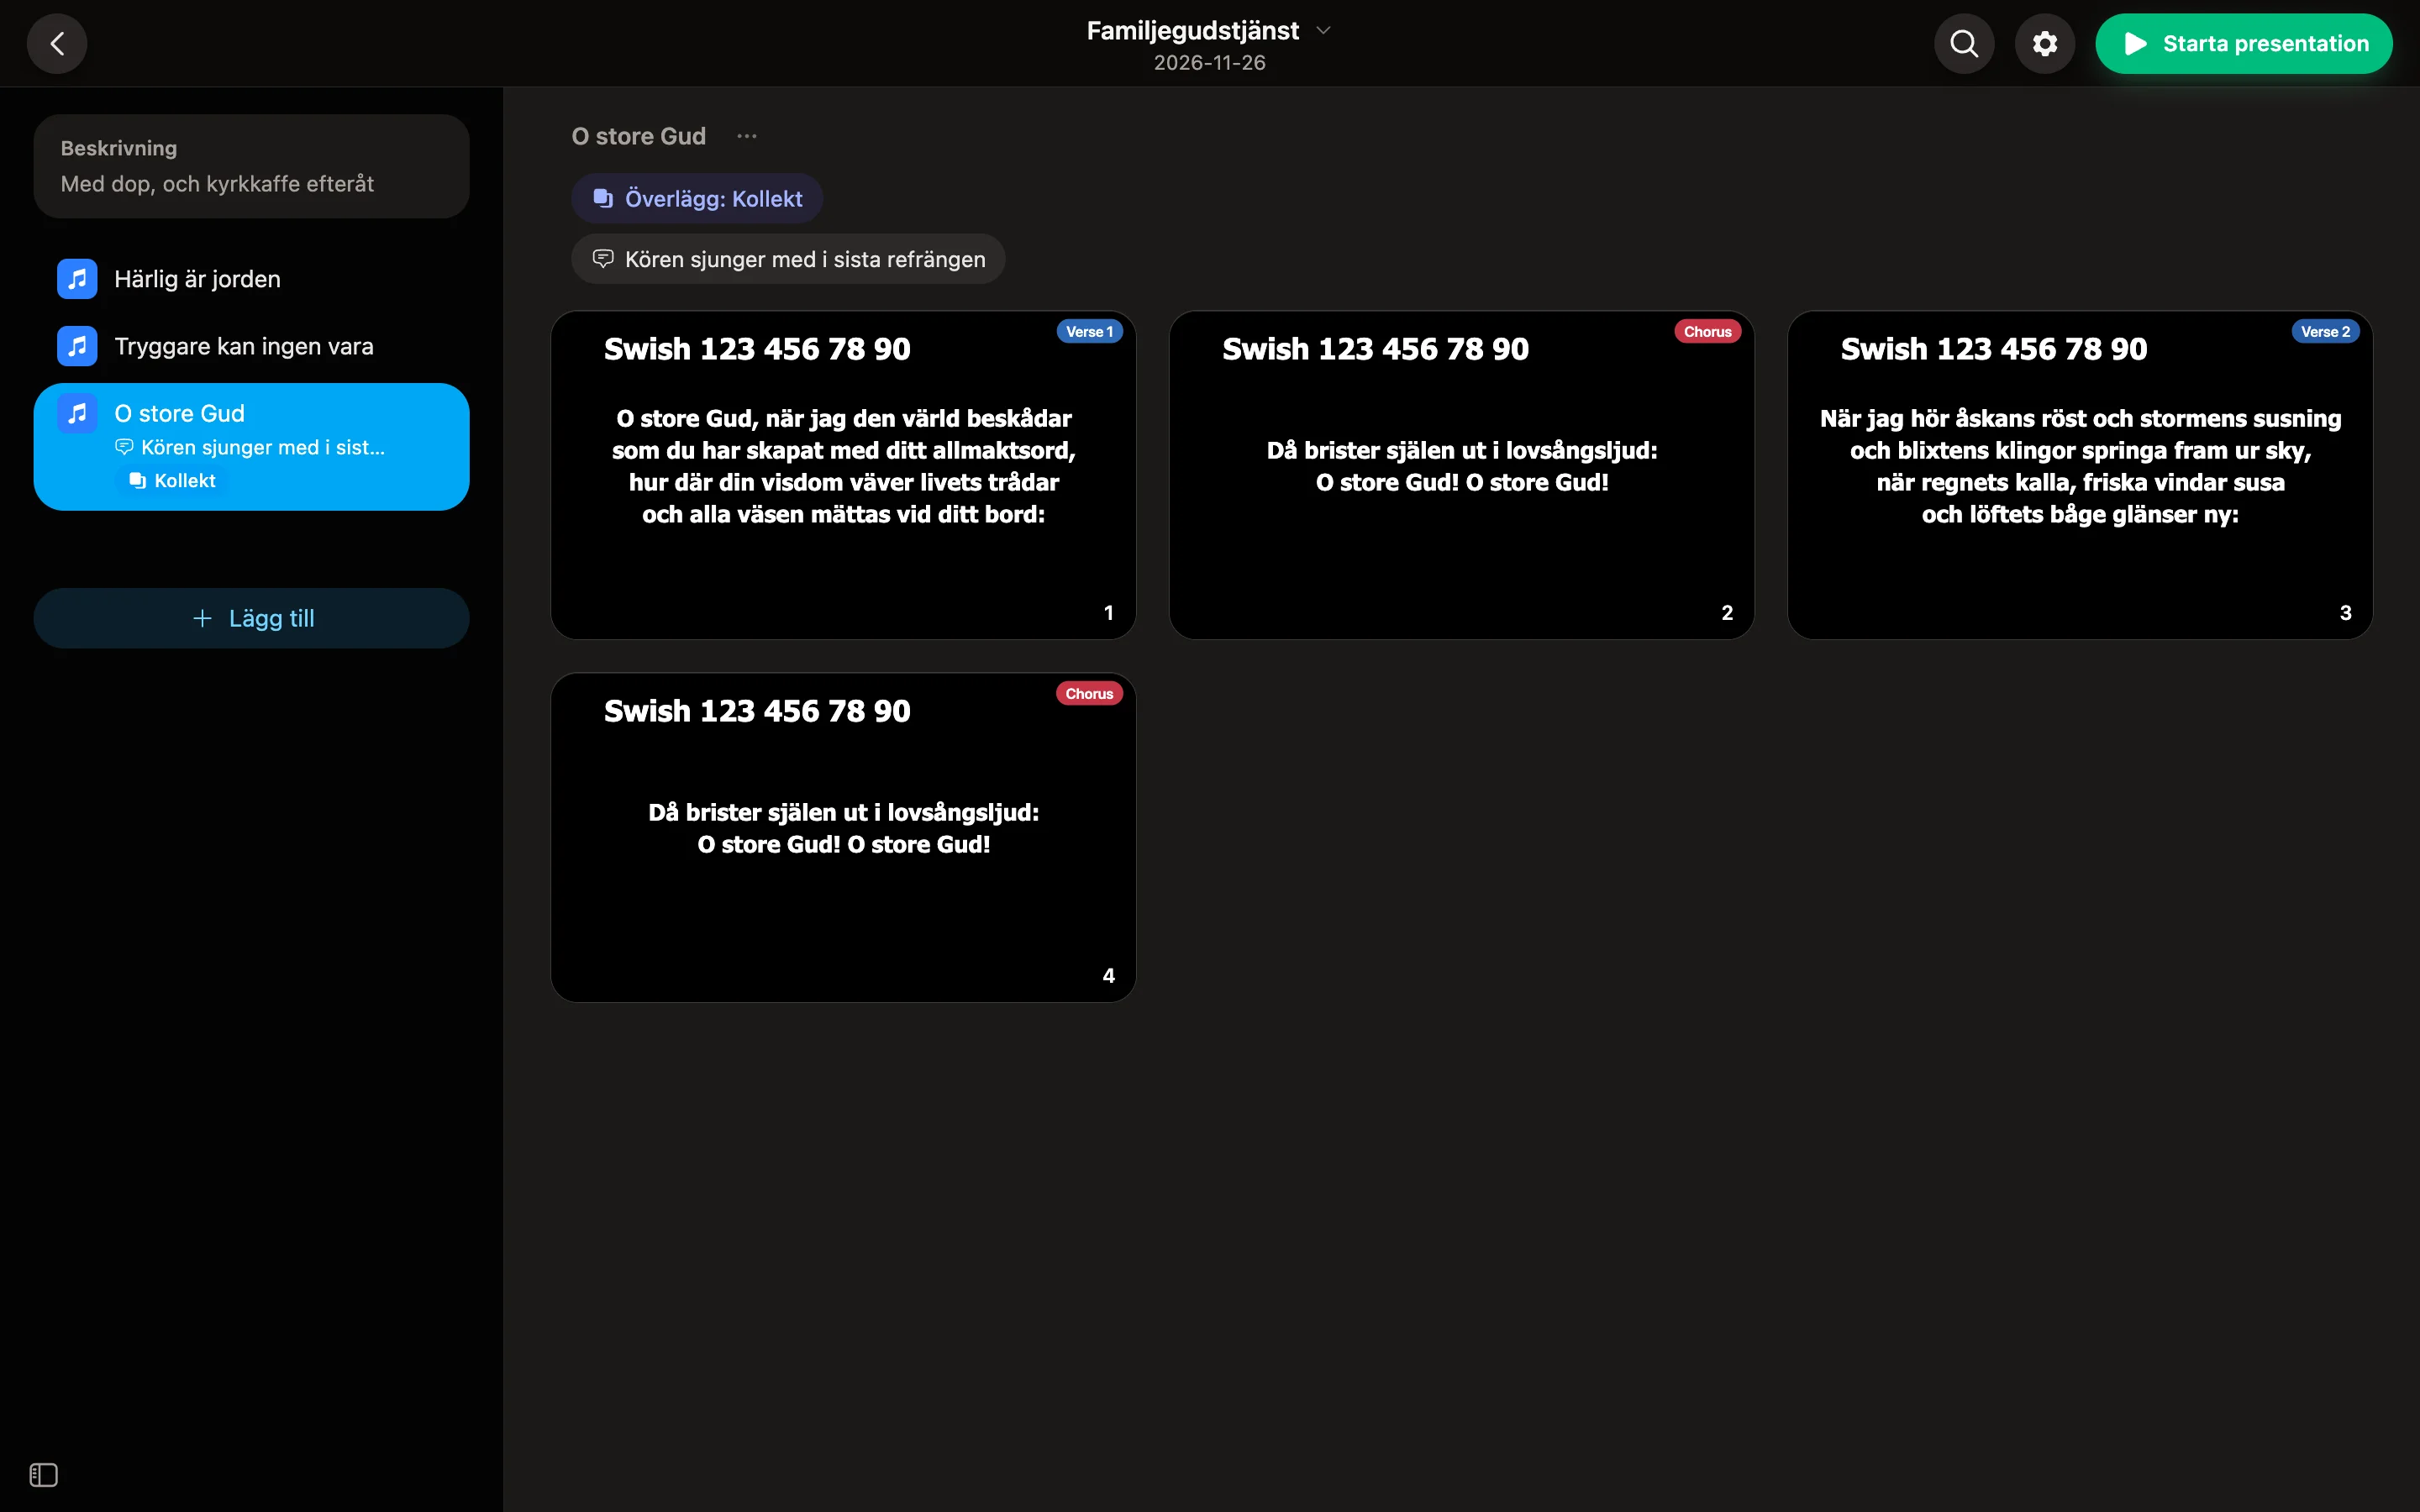 Familjegudstjänst
2026-11-26
Starta presentation
Beskrivning
Med dop, och kyrkkaffe efteråt
Härlig är jorden
Tryggare kan ingen vara
O store Gud
Kören sjunger med i sist...
Kollekt
Lägg till
O store Gud
Överlägg: Kollekt
Kören sjunger med i sista refrängen
Verse 1
Swish 123 456 78 90
O store Gud, när jag den värld beskådar
som du har skapat med ditt allmaktsord,
hur där din visdom väver livets trådar
och alla väsen mättas vid ditt bord:
1
Chorus
Swish 123 456 78 90
Då brister själen ut i lovsångsljud:
O store Gud! O store Gud!
2
Verse 2
Swish 123 456 78 90
När jag hör åskans röst och stormens susning
och blixtens klingor springa fram ur sky,
när regnets kalla, friska vindar susa
och löftets båge glänser ny:
3
Chorus
Swish 123 456 78 90
Då brister själen ut i lovsångsljud:
O store Gud! O store Gud!
4